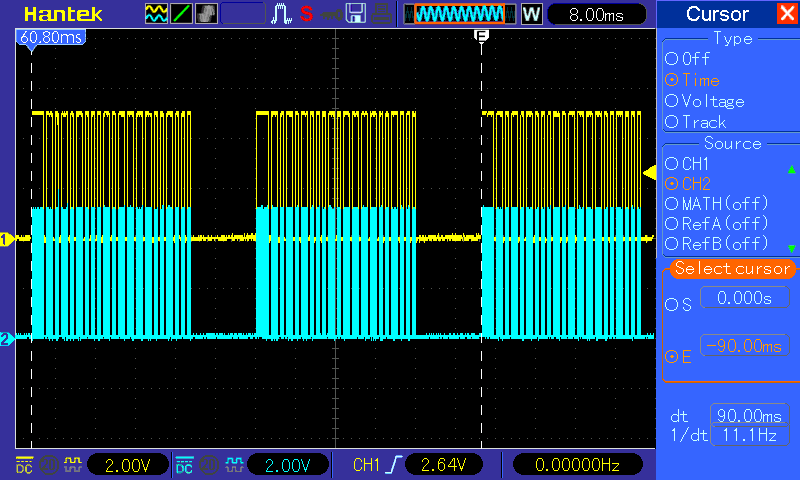 Hantek S W 8.00ms
60.80ms
E
1
2
Cursor X
Type
Off
Time
Voltage
Track
Source
CH1
CH2
MATH(off)
RefA(off)
RefB(off)
Select cursor
S 0.000s
E -90.00ms
dt 90.00ms
1/dt 11.1Hz
DC 20 2.00V DC 20 2.00V CH1 2.64V 0.00000Hz